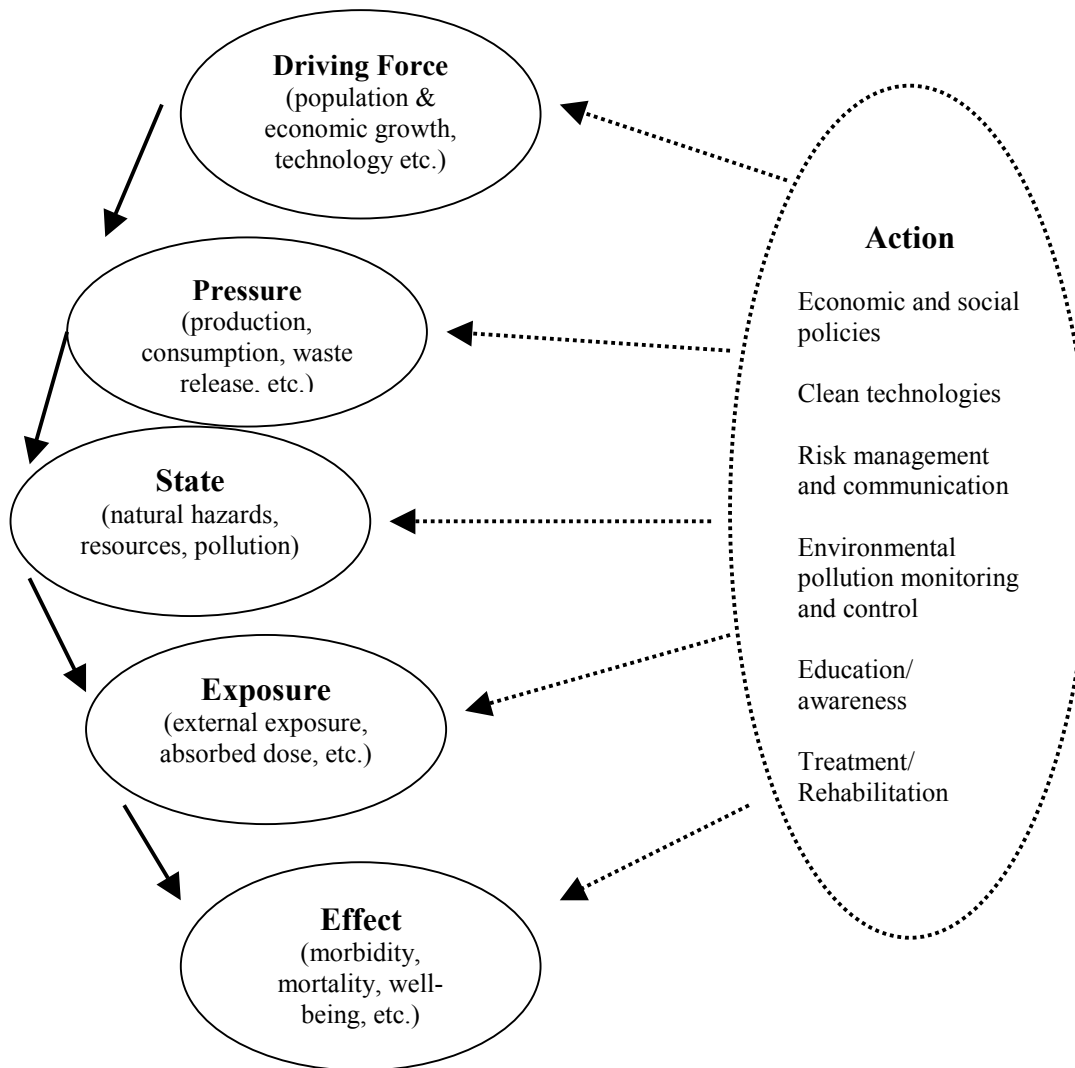 Driving Force
(population &
economic growth,
technology etc.)
Pressure
(production,
consumption, waste
release, etc.)
State
(natural hazards,
resources, pollution)
Exposure
(external exposure,
absorbed dose, etc.)
Effect
(morbidity,
mortality, well-
being, etc.)
Action
Economic and social
policies
Clean technologies
Risk management
and communication
Environmental
pollution monitoring
and control
Education/
awareness
Treatment/
Rehabilitation